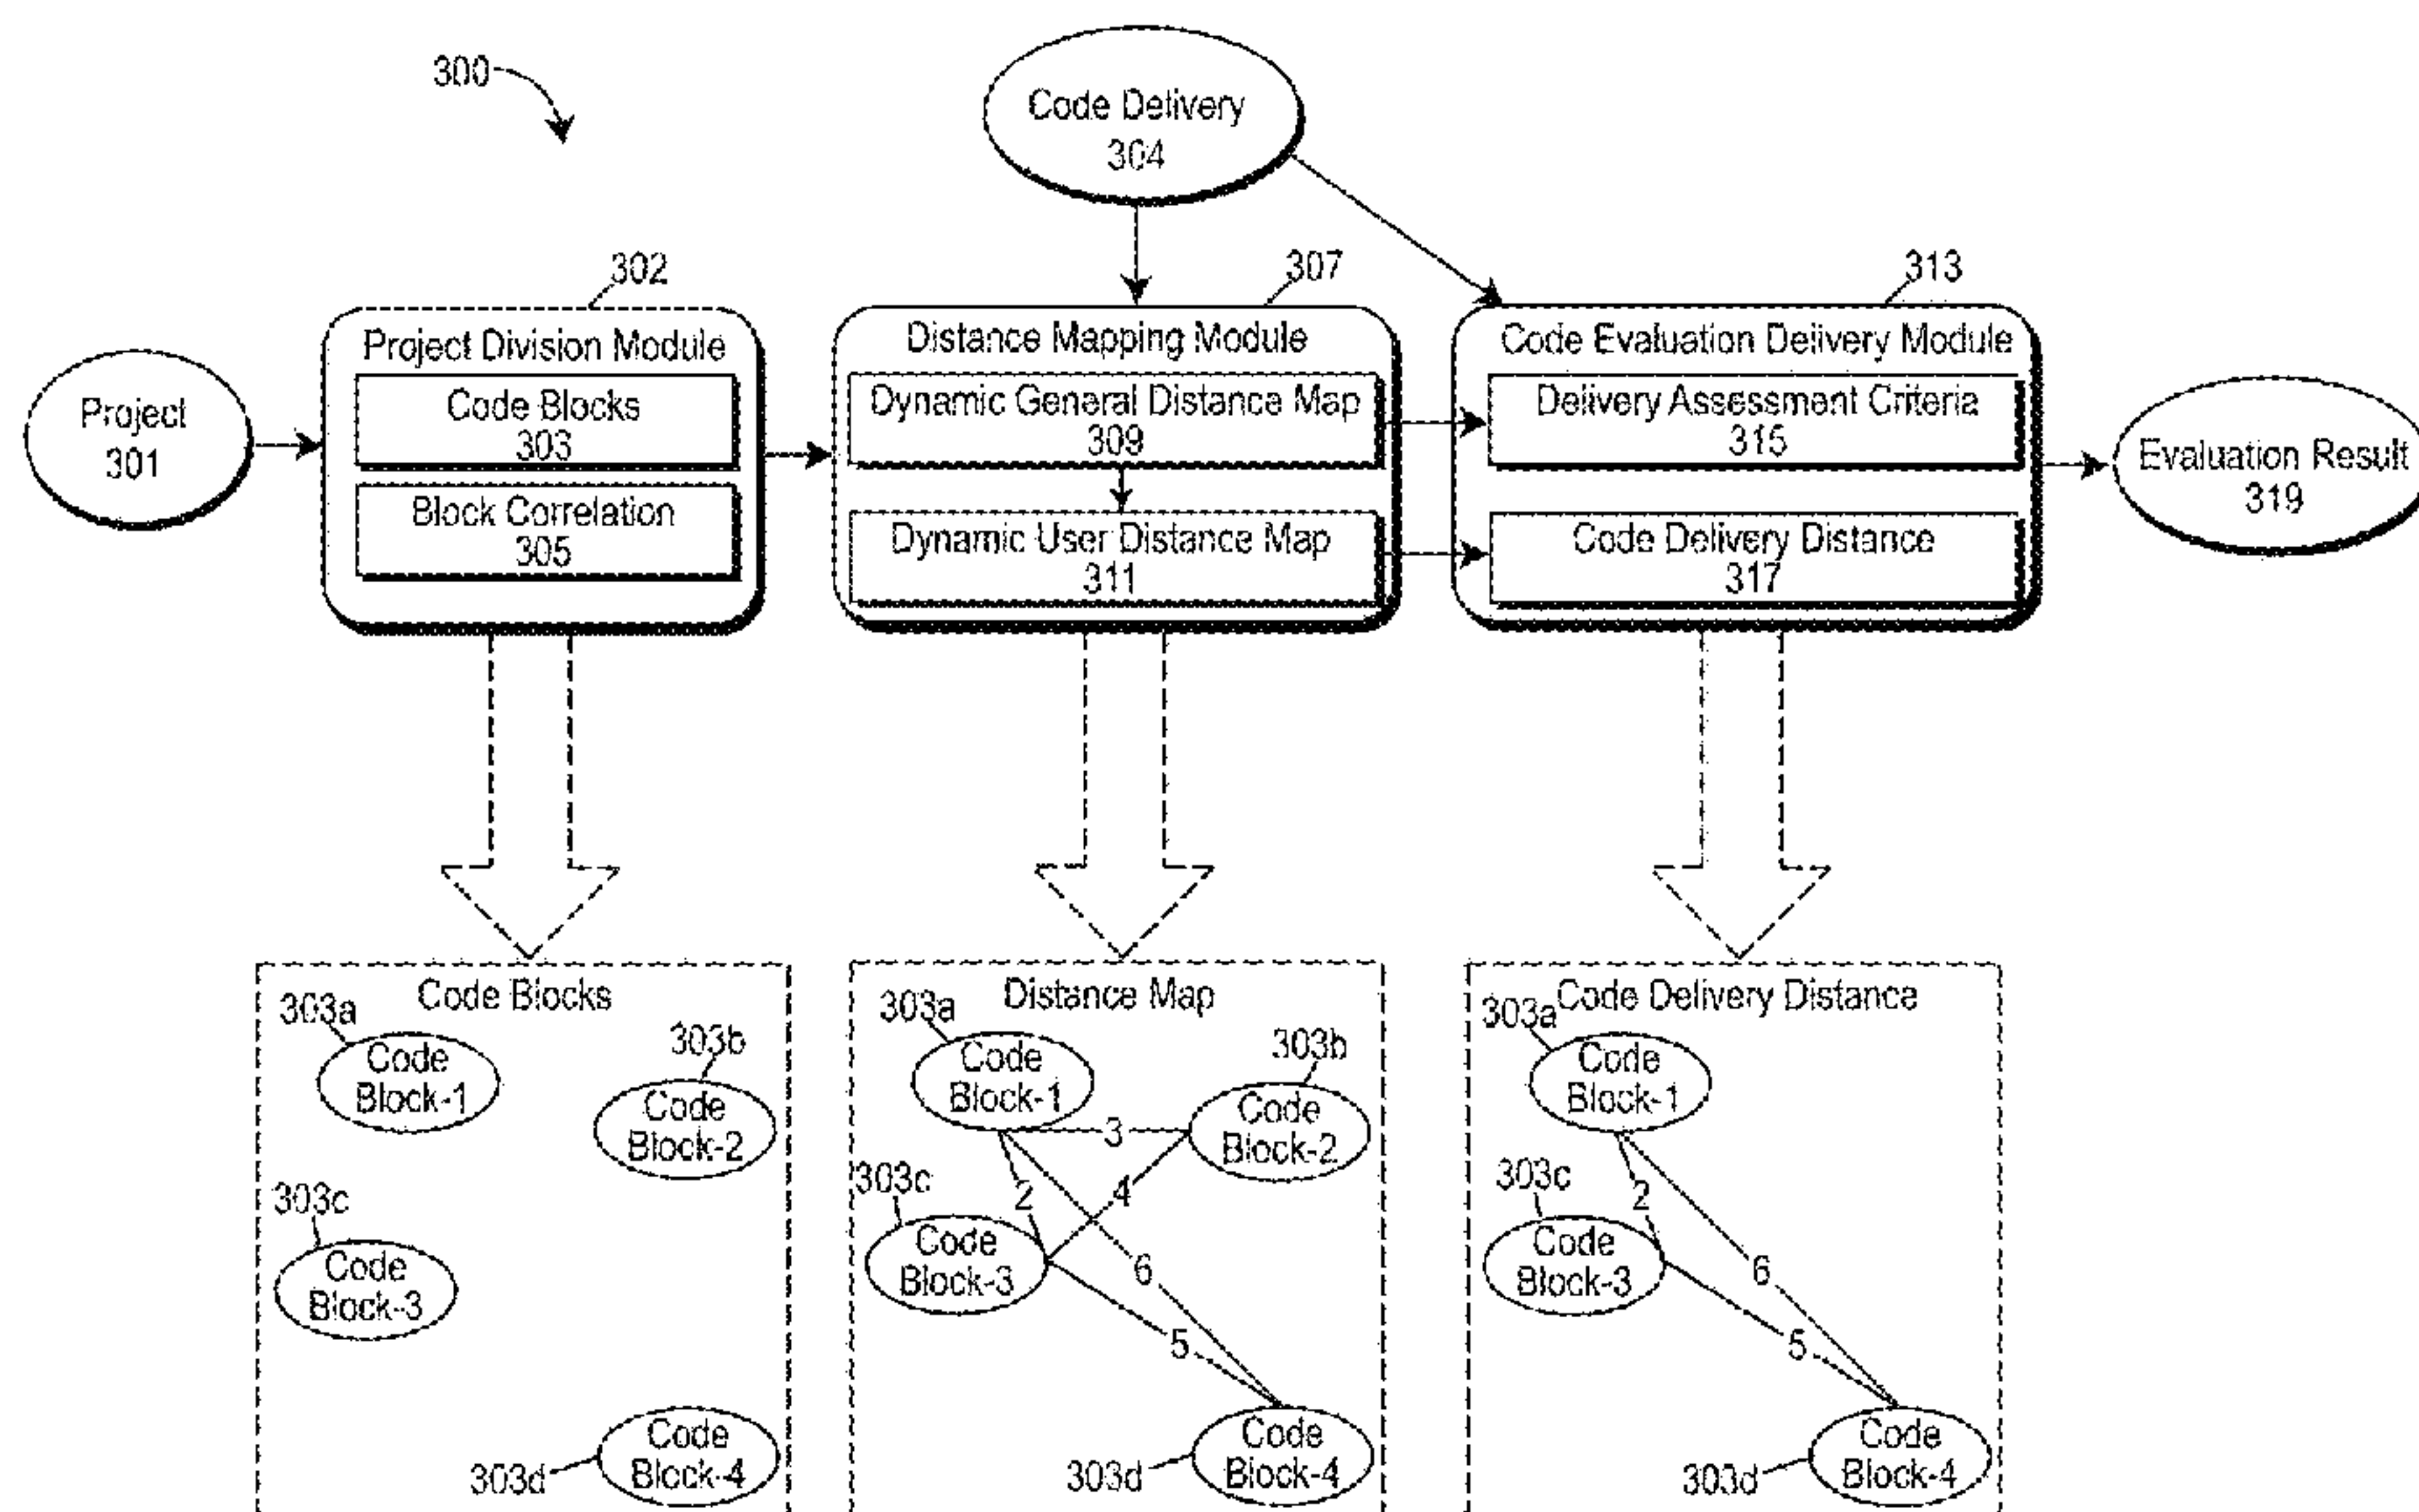 300
Code Delivery
304
302
307
313
Project
301
Project Division Module
Code Blocks
303
Block Correlation
305
Distance Mapping Module
Dynamic General Distance Map
309
Dynamic User Distance Map
311
Code Evaluation Delivery Module
Delivery Assessment Criteria
315
Code Delivery Distance
317
Evaluation Result
319
Code Blocks
303a
Code
Block-1
303b
Code
Block-2
303c
Code
Block-3
303d
Code
Block-4
Distance Map
303a
Code
Block-1
303b
Code
Block-2
3
303c
2
4
Code
Block-3
6
5
303d
Code
Block-4
Code Delivery Distance
303a
Code
Block-1
303c
2
Code
Block-3
6
5
303d
Code
Block-4